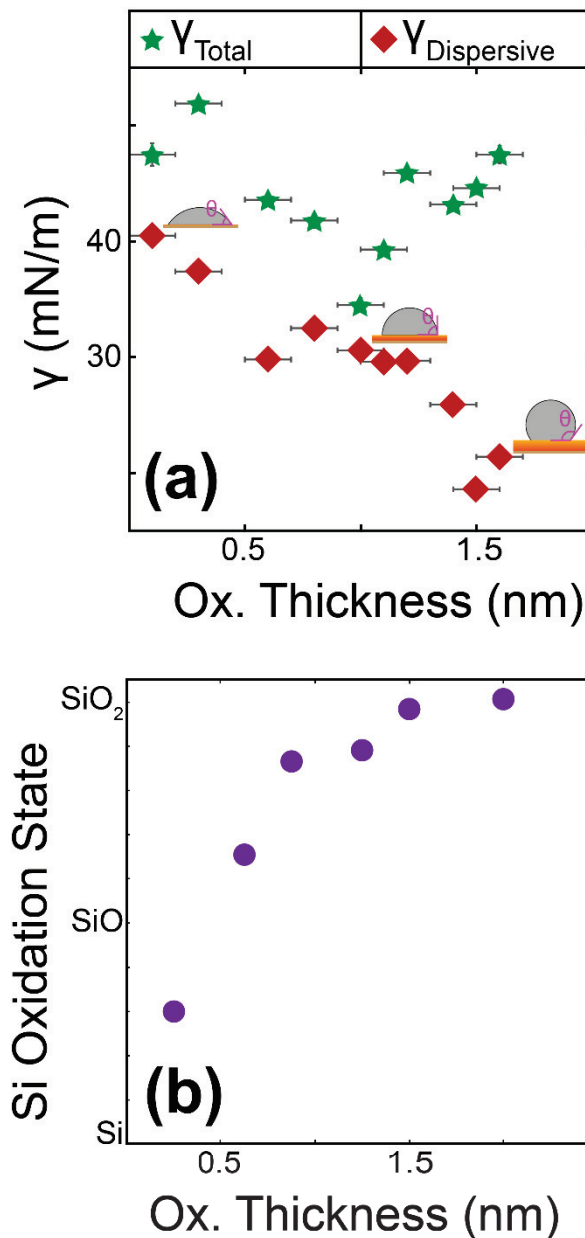 γTotal γDispersive
θ
40
θ
30
θ
γ (mN/m)
(a)
0.5 1.5
Ox. Thickness (nm)
SiO₂
SiO
Si
Si Oxidation State
(b)
0.5 1.5
Ox. Thickness (nm)